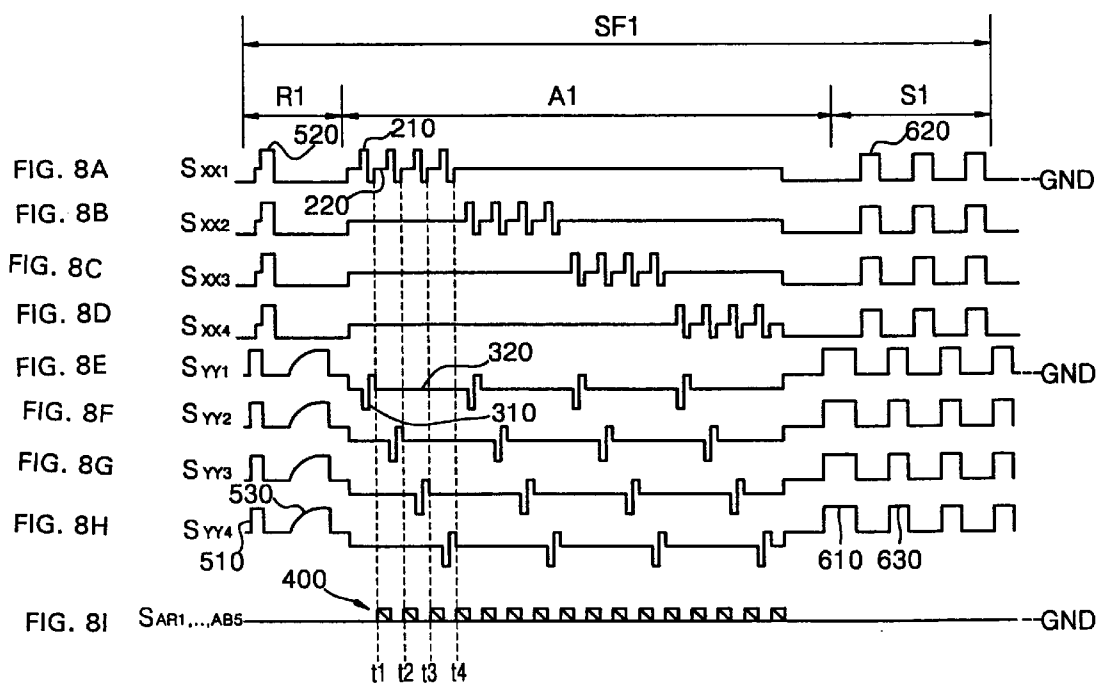 SF1
R1 A1 S1
520 210 620
FIG. 8A SXX1 GND
220
FIG. 8B SXX2
FIG. 8C SXX3
FIG. 8D SXX4
320
FIG. 8E SYY1 GND
310
FIG. 8F SYY2
FIG. 8G SYY3
530
FIG. 8H SYY4
510 610 630
400
FIG. 8I SAR1,...,AB5 GND
t1 t2 t3 t4